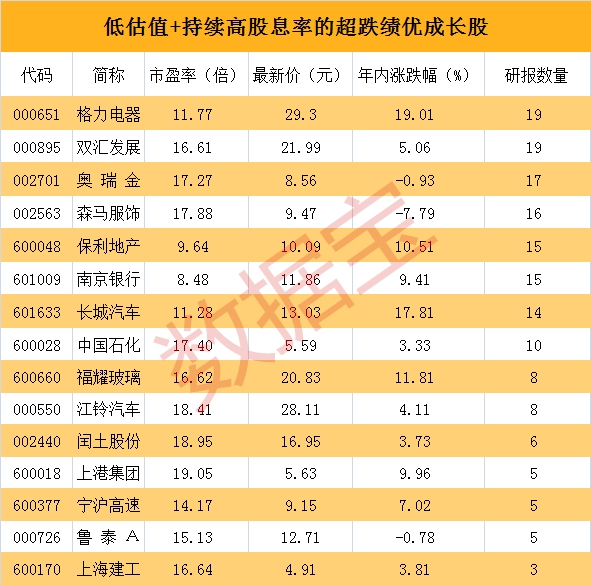 低估值+持续高股息率的超跌绩优成长股
代码 简称 市盈率（倍） 最新价（元） 年内涨跌幅（%） 研报数量
000651 格力电器 11.77 29.3 19.01 19
000895 双汇发展 16.61 21.99 5.06 19
002701 奥瑞金 17.27 8.56 -0.93 17
002563 森马服饰 17.88 9.47 -7.79 16
600048 保利地产 9.64 10.09 10.51 15
601009 南京银行 8.48 11.86 9.41 15
601633 长城汽车 11.28 13.03 17.81 14
600028 中国石化 17.40 5.59 3.33 10
600660 福耀玻璃 16.62 20.83 11.81 8
000550 江铃汽车 18.41 28.11 4.11 8
002440 闰土股份 18.95 16.95 3.73 6
600018 上港集团 19.05 5.63 9.96 5
600377 宁沪高速 14.17 9.15 7.02 5
000726 鲁泰A 15.13 12.71 -0.78 5
600170 上海建工 16.64 4.91 3.81 3
数据宝